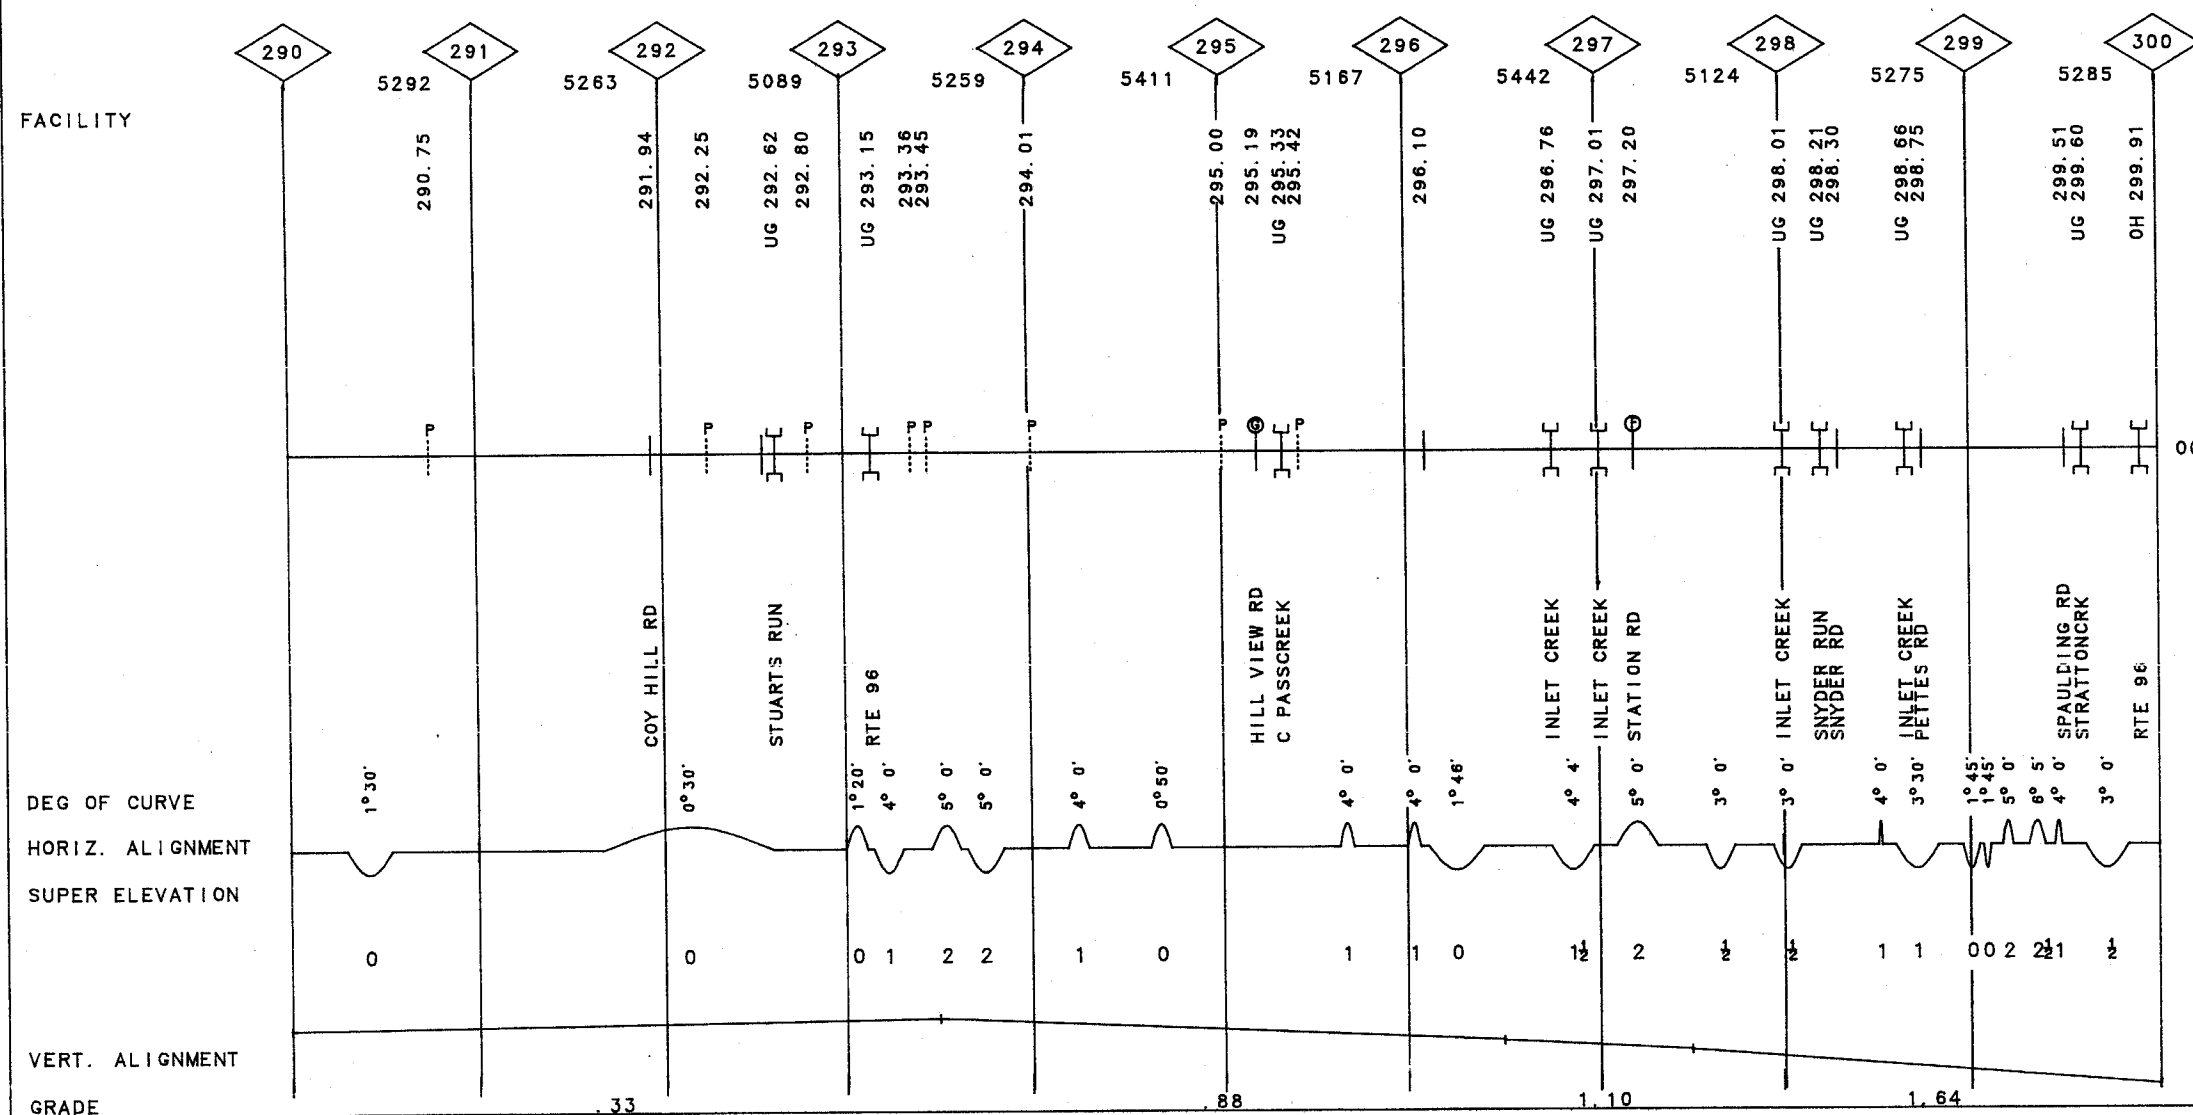 290 291 292 293 294 295 296 297 298 299 300
5292 5263 5089 5259 5411 5167 5442 5124 5275 5285
FACILITY
290.75
291.94
292.25
UG 292.62
292.80
UG 293.15
293.36
293.45
294.01
295.00
295.19
UG 295.33
295.42
296.10
UG 296.76
UG 297.01
297.20
UG 298.01
UG 298.21
298.30
UG 298.66
298.75
299.51
UG 299.60
OH 299.91
P P P P P P P G P F
COY HILL RD
STUARTS RUN
RTE 96
HILL VIEW RD
C PASSCREEK
INLET CREEK
INLET CREEK
STATION RD
INLET CREEK
SNYDER RUN
SNYDER RD
INLET CREEK
PETTES RD
SPAULDING RD
STRATTONCRK
RTE 96
DEG OF CURVE
1°30' 0°30' 1°20' 4° 0' 5° 0' 5° 0' 4° 0' 0°50' 4° 0' 4° 0' 1°46' 4° 4' 5° 0' 3° 0' 3° 0' 4° 0' 3°30' 1°45' 1°45' 5° 0' 6° 5' 4° 0' 3° 0'
HORIZ. ALIGNMENT
SUPER ELEVATION
0 0 0 1 2 2 1 0 1 1 0 1½ 2 ½ ½ 1 1 0 0 2 2½ 1 ½
VERT. ALIGNMENT
GRADE .33 .88 1.10 1.64